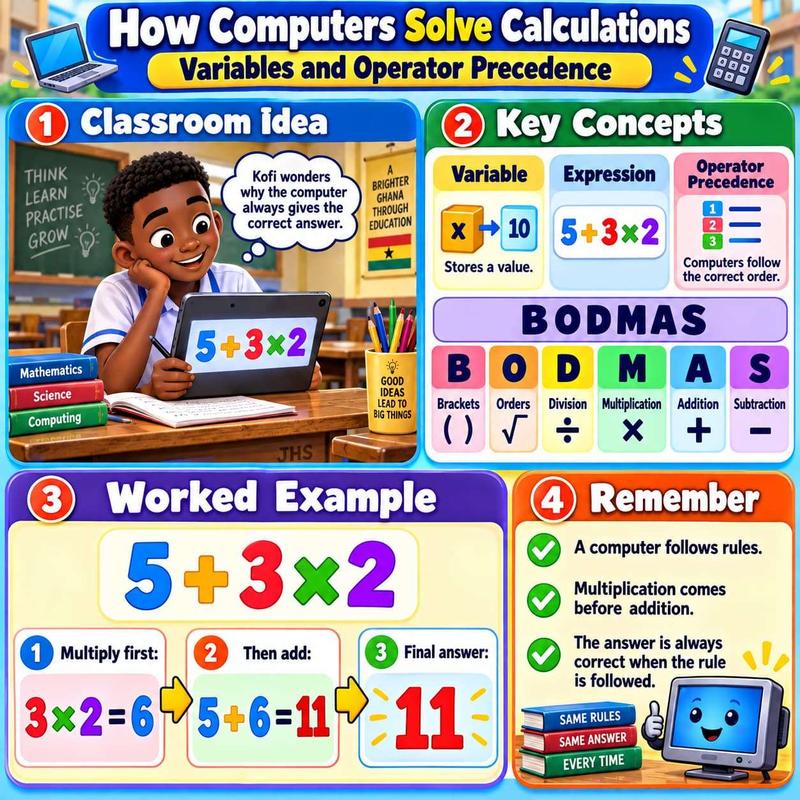 How Computers Solve Calculations
Variables and Operator Precedence
1 Classroom Idea
THINK
LEARN
PRACTISE
GROW
Kofi wonders
why the computer
always gives the
correct answer.
A
BRIGHTER
GHANA
THROUGH
EDUCATION
5+3×2
Mathematics
Science
Computing
GOOD
IDEAS
LEAD TO
BIG THINGS
JHS
2 Key Concepts
Variable
x
10
Stores a value.
Expression
5+3×2
Operator
Precedence
1
2
3
Computers follow
the correct order.
BODMAS
B O D M A S
Brackets Orders Division Multiplication Addition Subtraction
( ) √ ÷ × + −
3 Worked Example
5+3×2
1 Multiply first:
3×2=6
2 Then add:
5+6=11
3 Final answer:
11
4 Remember
A computer follows rules.
Multiplication comes
before addition.
The answer is always
correct when the rule
is followed.
SAME RULES
SAME ANSWER
EVERY TIME